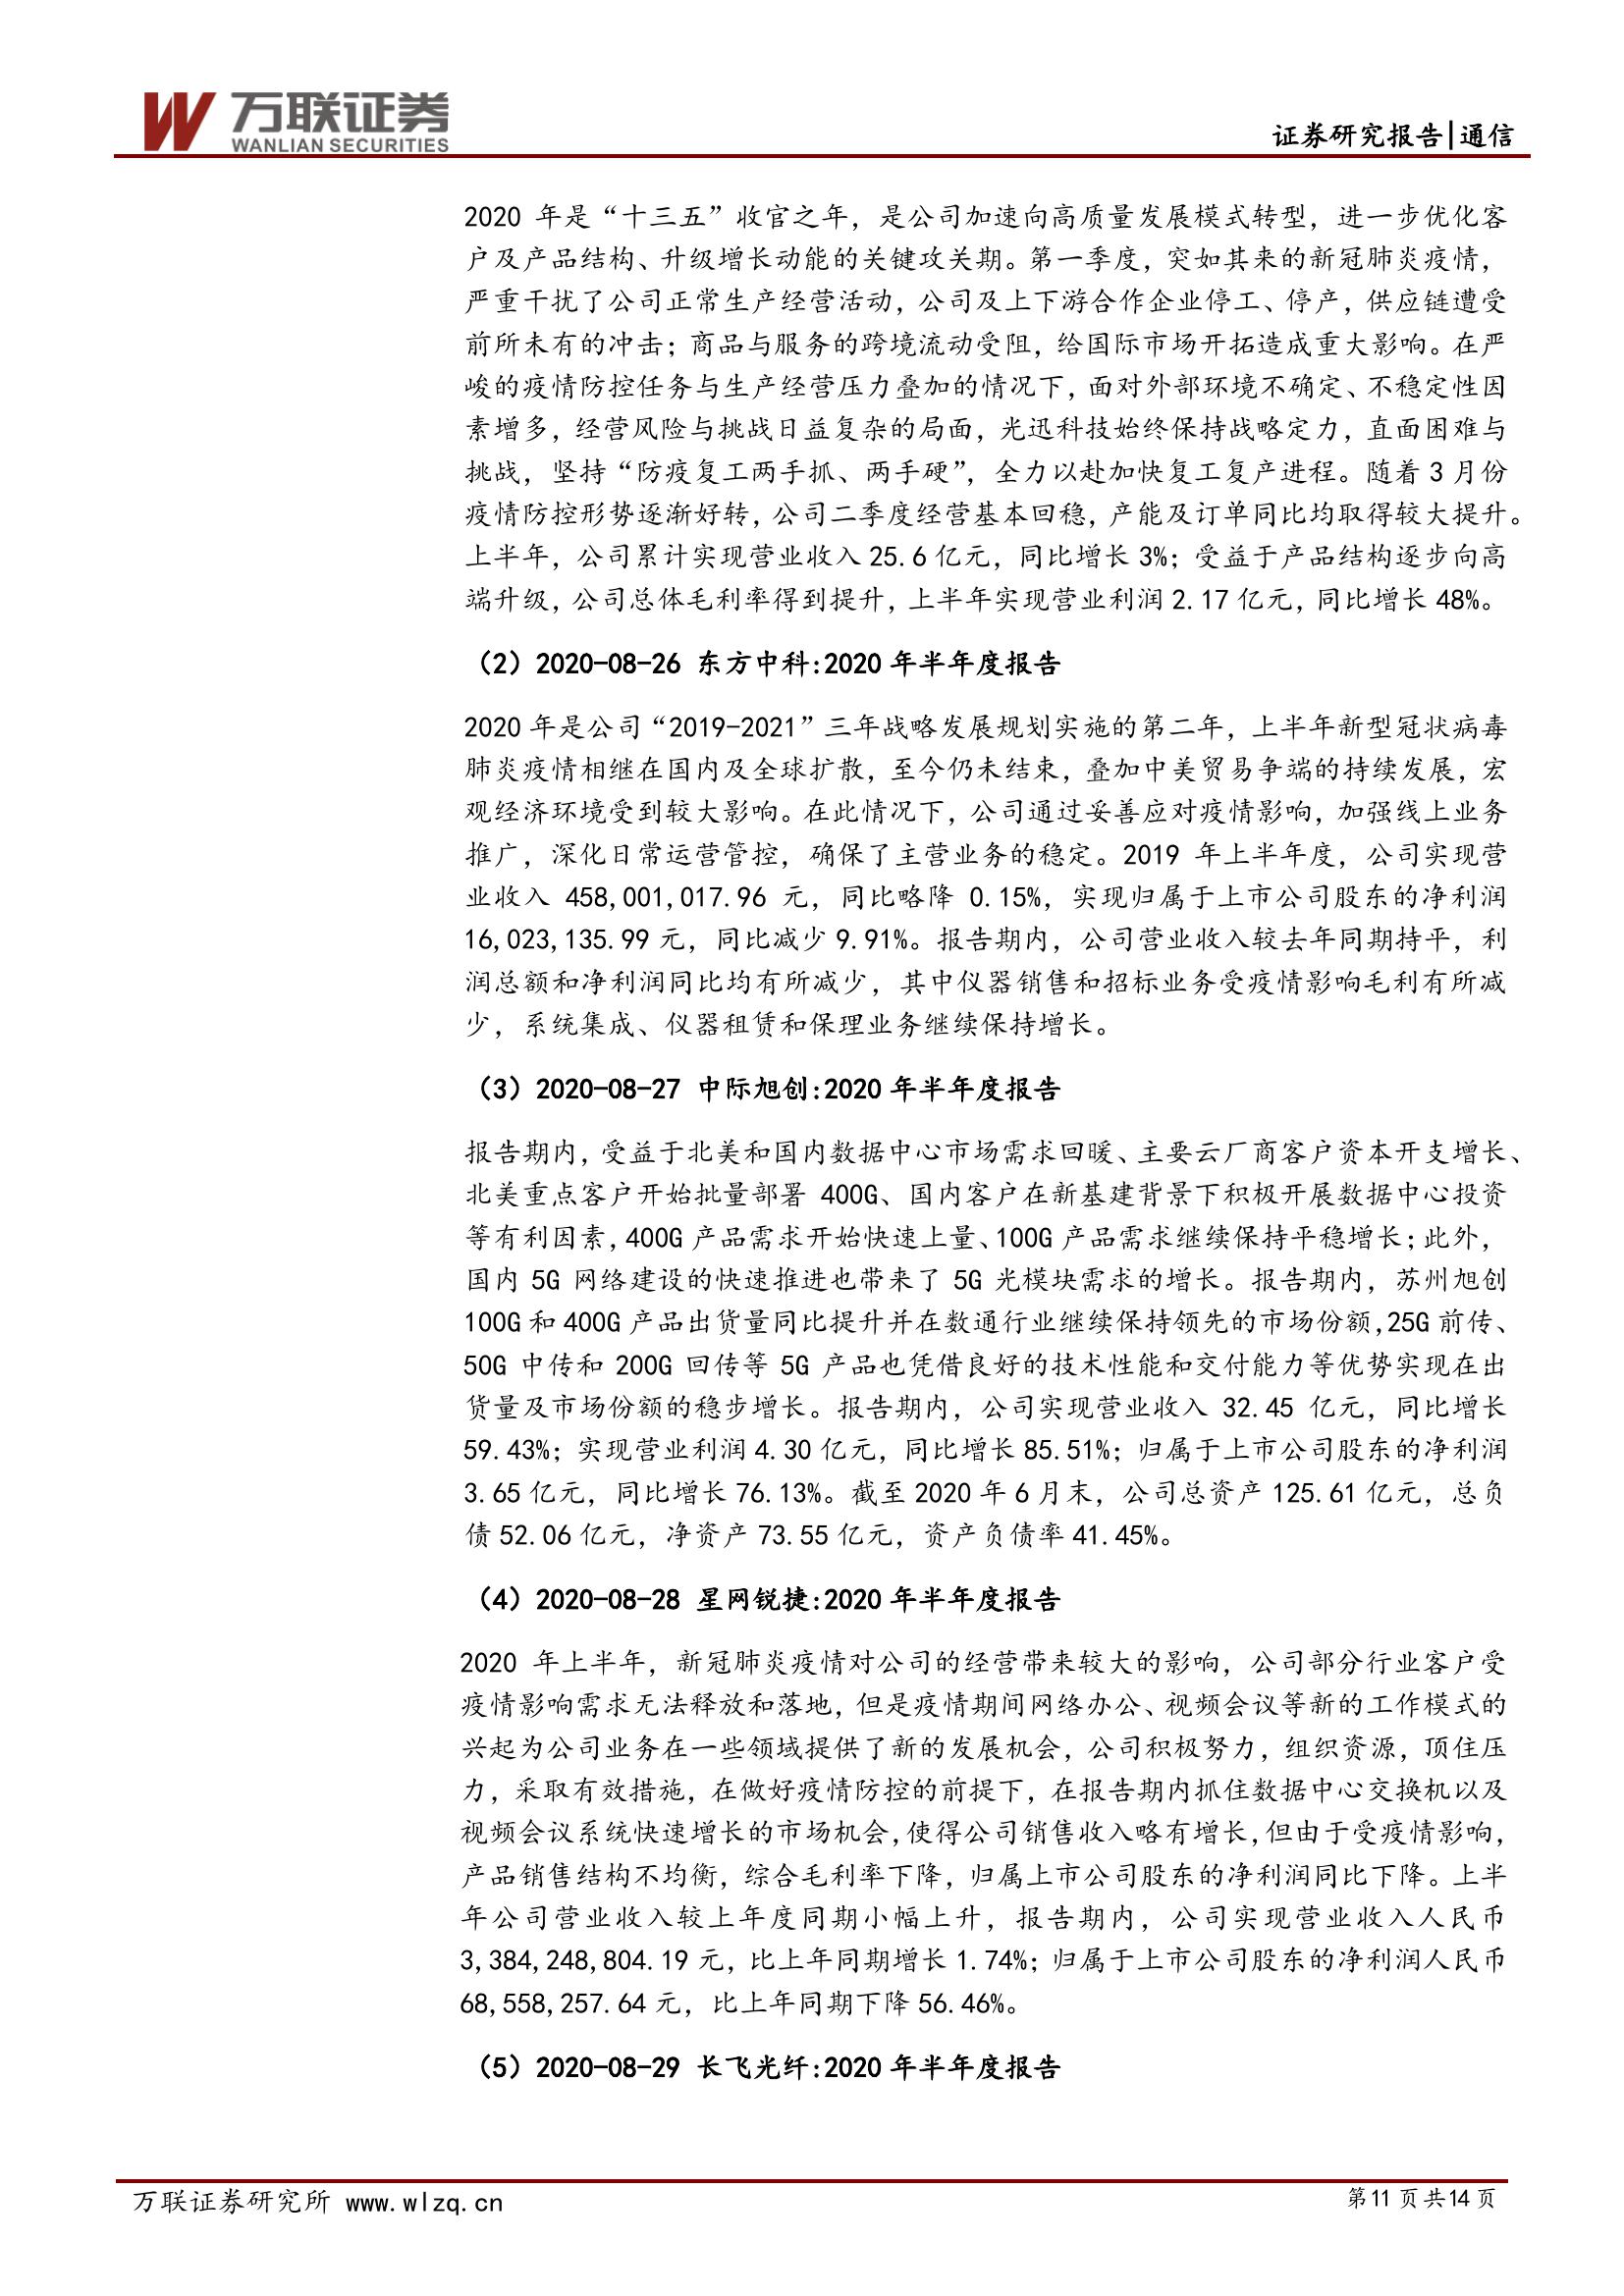 万联证券
WANLIAN SECURITIES
证券研究报告|通信
2020 年是“十三五”收官之年，是公司加速向高质量发展模式转型，进一步优化客
户及产品结构、升级增长动能的关键攻关期。第一季度，突如其来的新冠肺炎疫情，
严重干扰了公司正常生产经营活动，公司及上下游合作企业停工、停产，供应链遭受
前所未有的冲击；商品与服务的跨境流动受阻，给国际市场开拓造成重大影响。在严
峻的疫情防控任务与生产经营压力叠加的情况下，面对外部环境不确定、不稳定性因
素增多，经营风险与挑战日益复杂的局面，光迅科技始终保持战略定力，直面困难与
挑战，坚持“防疫复工两手抓、两手硬”，全力以赴加快复工复产进程。随着 3 月份
疫情防控形势逐渐好转，公司二季度经营基本回稳，产能及订单同比均取得较大提升。
上半年，公司累计实现营业收入 25.6 亿元，同比增长 3%；受益于产品结构逐步向高
端升级，公司总体毛利率得到提升，上半年实现营业利润 2.17 亿元，同比增长 48%。
（2）2020-08-26 东方中科:2020 年半年度报告
2020 年是公司“2019-2021”三年战略发展规划实施的第二年，上半年新型冠状病毒
肺炎疫情相继在国内及全球扩散，至今仍未结束，叠加中美贸易争端的持续发展，宏
观经济环境受到较大影响。在此情况下，公司通过妥善应对疫情影响，加强线上业务
推广，深化日常运营管控，确保了主营业务的稳定。2019 年上半年度，公司实现营
业收入 458,001,017.96 元，同比略降 0.15%，实现归属于上市公司股东的净利润
16,023,135.99 元，同比减少 9.91%。报告期内，公司营业收入较去年同期持平，利
润总额和净利润同比均有所减少，其中仪器销售和招标业务受疫情影响毛利有所减
少，系统集成、仪器租赁和保理业务继续保持增长。
（3）2020-08-27 中际旭创:2020 年半年度报告
报告期内，受益于北美和国内数据中心市场需求回暖、主要云厂商客户资本开支增长、
北美重点客户开始批量部署 400G、国内客户在新基建背景下积极开展数据中心投资
等有利因素，400G 产品需求开始快速上量、100G 产品需求继续保持平稳增长；此外，
国内 5G 网络建设的快速推进也带来了 5G 光模块需求的增长。报告期内，苏州旭创
100G 和 400G 产品出货量同比提升并在数通行业继续保持领先的市场份额，25G 前传、
50G 中传和 200G 回传等 5G 产品也凭借良好的技术性能和交付能力等优势实现在出
货量及市场份额的稳步增长。报告期内，公司实现营业收入 32.45 亿元，同比增长
59.43%；实现营业利润 4.30 亿元，同比增长 85.51%；归属于上市公司股东的净利润
3.65 亿元，同比增长 76.13%。截至 2020 年 6 月末，公司总资产 125.61 亿元，总负
债 52.06 亿元，净资产 73.55 亿元，资产负债率 41.45%。
（4）2020-08-28 星网锐捷:2020 年半年度报告
2020 年上半年，新冠肺炎疫情对公司的经营带来较大的影响，公司部分行业客户受
疫情影响需求无法释放和落地，但是疫情期间网络办公、视频会议等新的工作模式的
兴起为公司业务在一些领域提供了新的发展机会，公司积极努力，组织资源，顶住压
力，采取有效措施，在做好疫情防控的前提下，在报告期内抓住数据中心交换机以及
视频会议系统快速增长的市场机会，使得公司销售收入略有增长，但由于受疫情影响，
产品销售结构不均衡，综合毛利率下降，归属上市公司股东的净利润同比下降。上半
年公司营业收入较上年度同期小幅上升，报告期内，公司实现营业收入人民币
3,384,248,804.19 元，比上年同期增长 1.74%；归属于上市公司股东的净利润人民币
68,558,257.64 元，比上年同期下降 56.46%。
（5）2020-08-29 长飞光纤:2020 年半年度报告
万联证券研究所 www.wlzq.cn
第 11 页 共 14 页